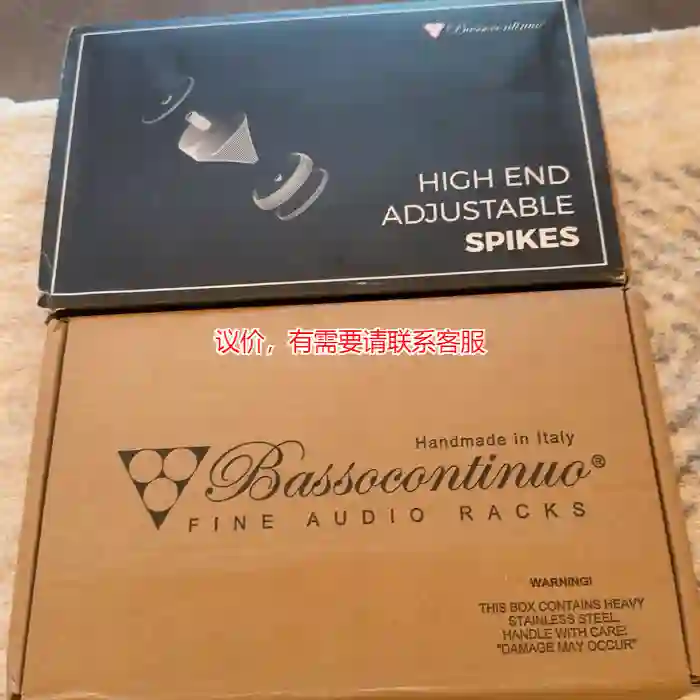 Bassocontinuo
HIGH END
ADJUSTABLE
SPIKES
议价，有需要请联系客服
Handmade in Italy
Bassocontinuo®
FINE AUDIO RACKS
WARNING!
THIS BOX CONTAINS HEAVY
STAINLESS STEEL.
HANDLE WITH CARE:
"DAMAGE MAY OCCUR"